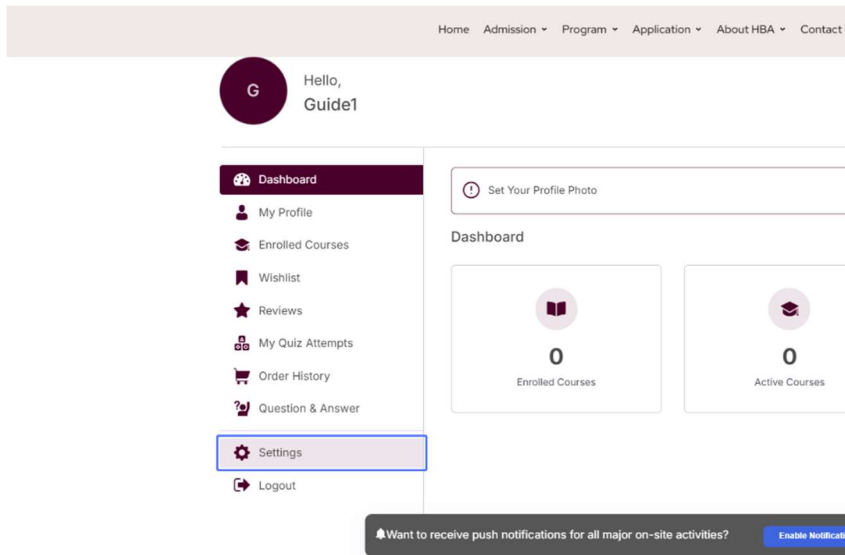 Home Admission Program Application About HBA Contact
G
Hello,
Guide1
Dashboard
My Profile
Enrolled Courses
Wishlist
Reviews
My Quiz Attempts
Order History
Question & Answer
Settings
Logout
Set Your Profile Photo
Dashboard
0
Enrolled Courses
0
Active Courses
Want to receive push notifications for all major on-site activities?
Enable Notificati